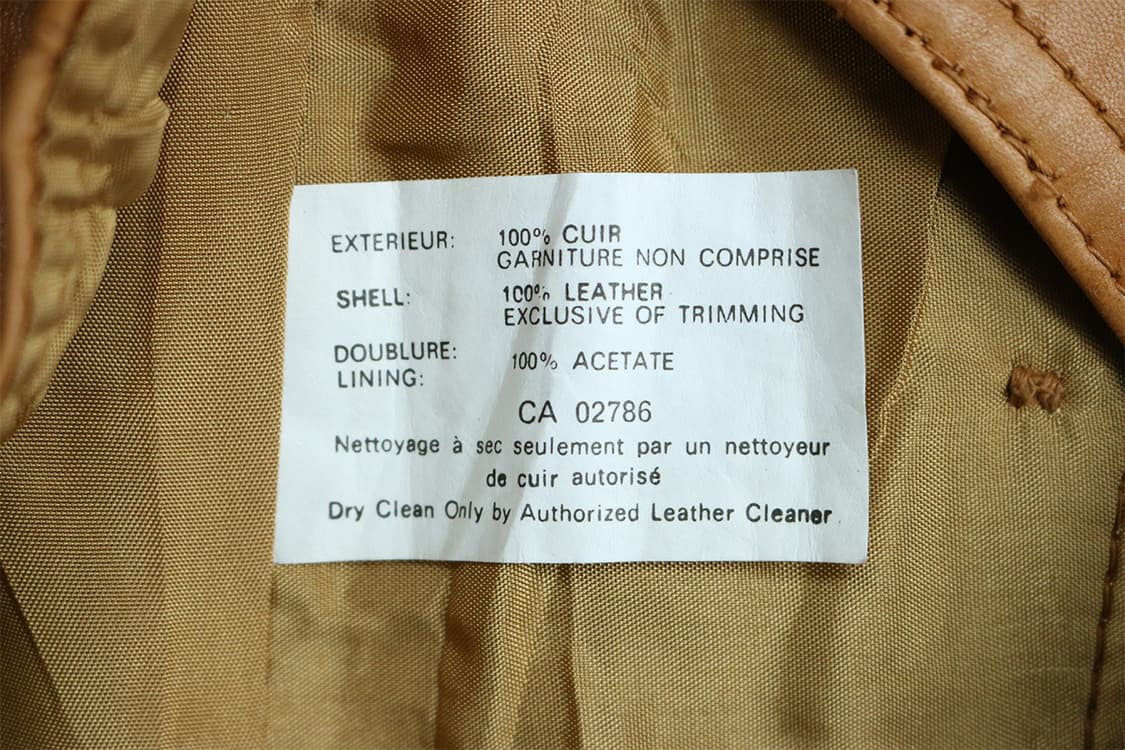 EXTERIEUR: 100% CUIR
GARNITURE NON COMPRISE
SHELL: 100% LEATHER
EXCLUSIVE OF TRIMMING
DOUBLURE:
LINING: 100% ACETATE
CA 02786
Nettoyage à sec seulement par un nettoyeur
de cuir autorisé
Dry Clean Only by Authorized Leather Cleaner